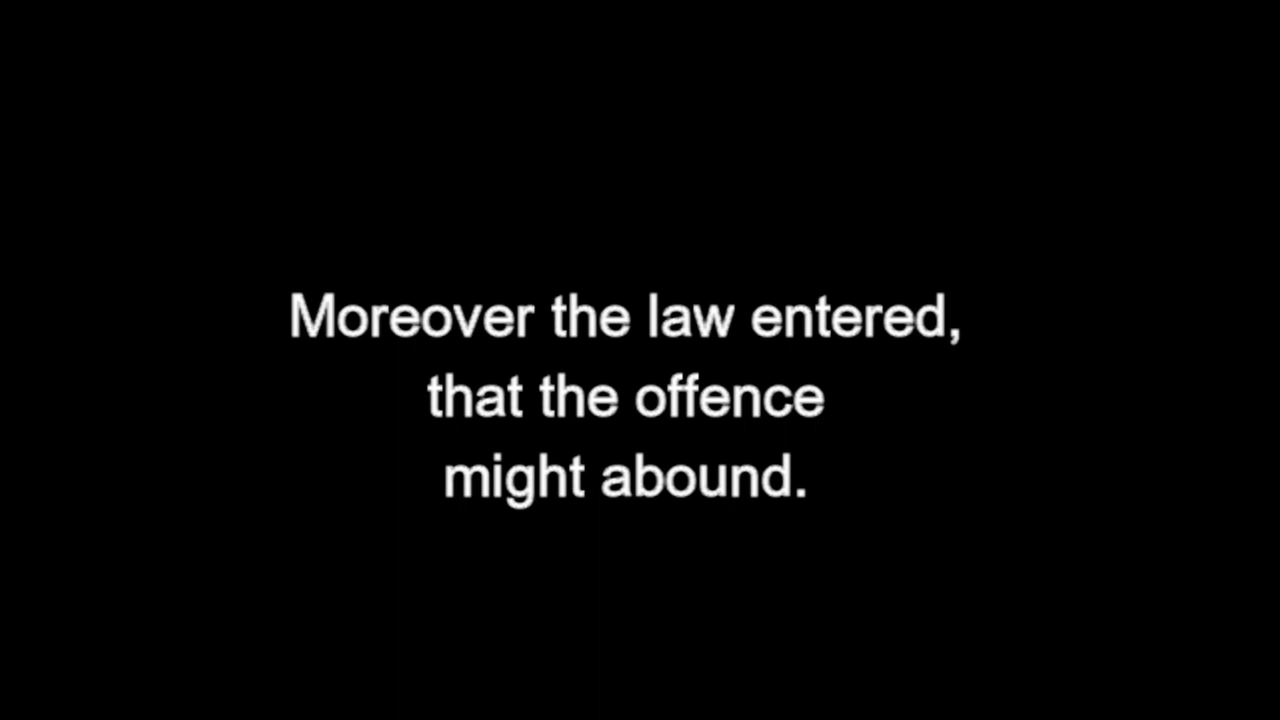 Moreover the law entered,
that the offence
might abound.